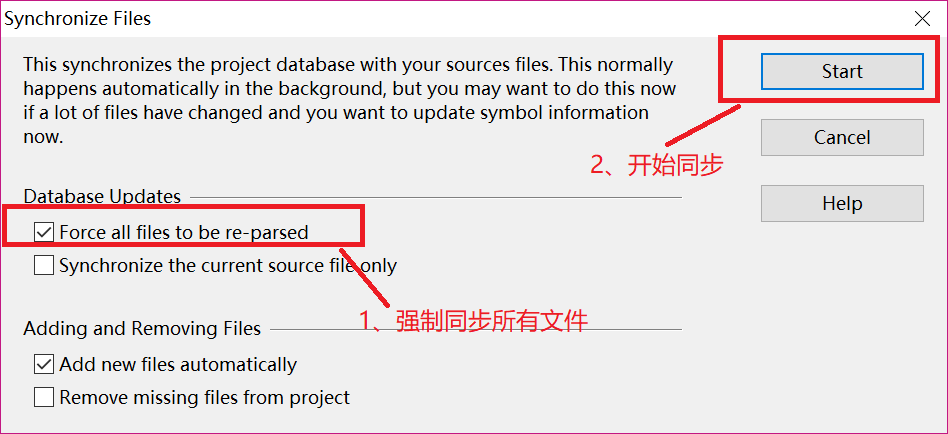 Synchronize Files
This synchronizes the project database with your sources files. This normally
happens automatically in the background, but you may want to do this now
if a lot of files have changed and you want to update symbol information
now.
Start
Cancel
Help
2、开始同步
Database Updates
Force all files to be re-parsed
Synchronize the current source file only
1、强制同步所有文件
Adding and Removing Files
Add new files automatically
Remove missing files from project